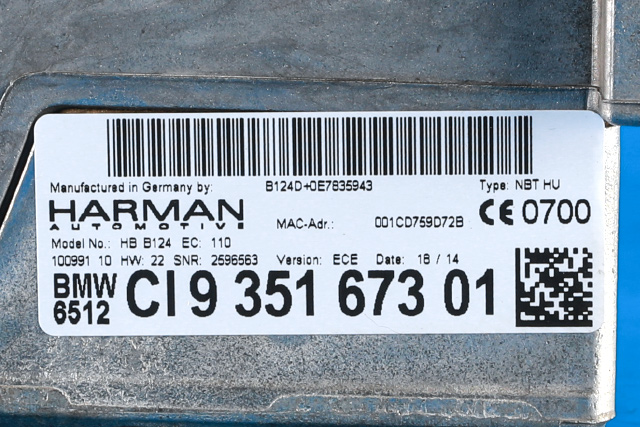 Manufactured in Germany by:
B124D+0E7835943
Type: NBT HU
HARMAN
AUTOMOTIVE
MAC-Adr.: 001CD759D72B
CE 0700
Model No.: HB B124 EC: 110
100991 10 HW: 22 SNR: 2596563 Version: ECE Date: 18 / 14
BMW
6512
CI 9 351 673 01